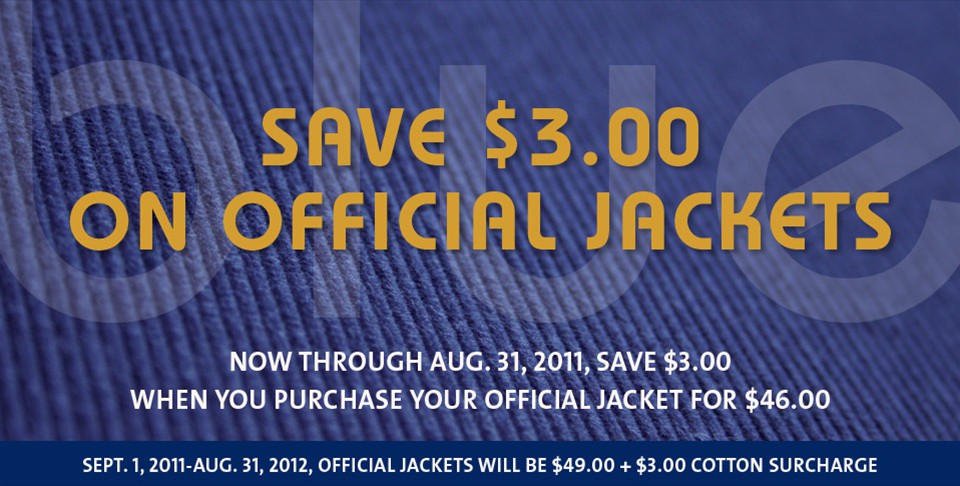 blue
SAVE $3.00
ON OFFICIAL JACKETS
NOW THROUGH AUG. 31, 2011, SAVE $3.00
WHEN YOU PURCHASE YOUR OFFICIAL JACKET FOR $46.00
SEPT. 1, 2011-AUG. 31, 2012, OFFICIAL JACKETS WILL BE $49.00 + $3.00 COTTON SURCHARGE